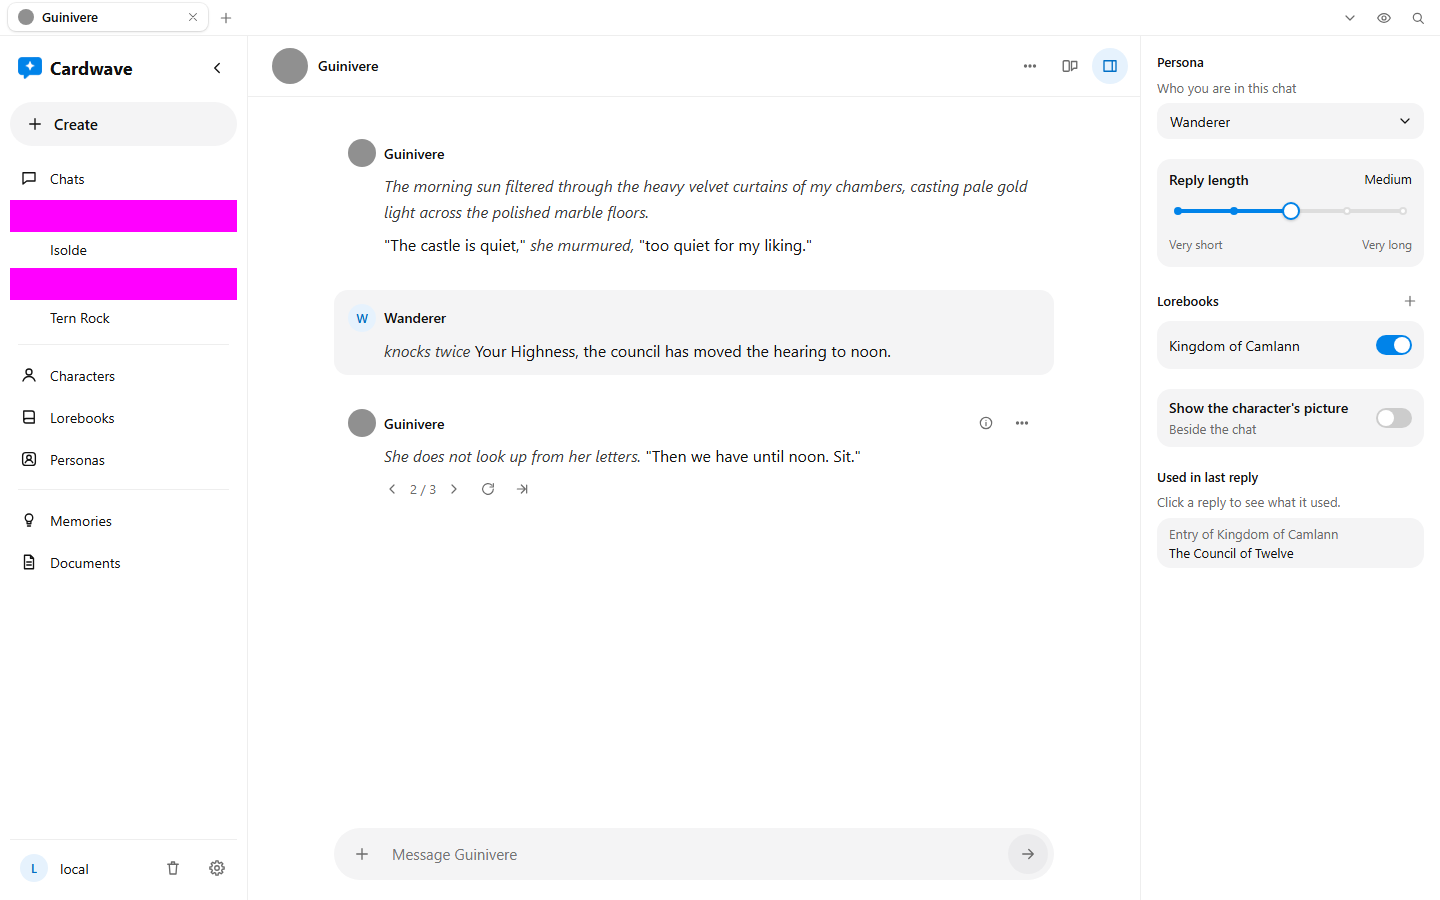 Guinivere
Cardwave
Create
Chats
Isolde
Tern Rock
Characters
Lorebooks
Personas
Memories
Documents
L
local
Guinivere
Guinivere
The morning sun filtered through the heavy velvet curtains of my chambers, casting pale gold
light across the polished marble floors.
"The castle is quiet," she murmured, "too quiet for my liking."
W
Wanderer
knocks twice Your Highness, the council has moved the hearing to noon.
Guinivere
She does not look up from her letters. "Then we have until noon. Sit."
2 / 3
Message Guinivere
Persona
Who you are in this chat
Wanderer
Reply length
Medium
Very short
Very long
Lorebooks
Kingdom of Camlann
Show the character's picture
Beside the chat
Used in last reply
Click a reply to see what it used.
Entry of Kingdom of Camlann
The Council of Twelve